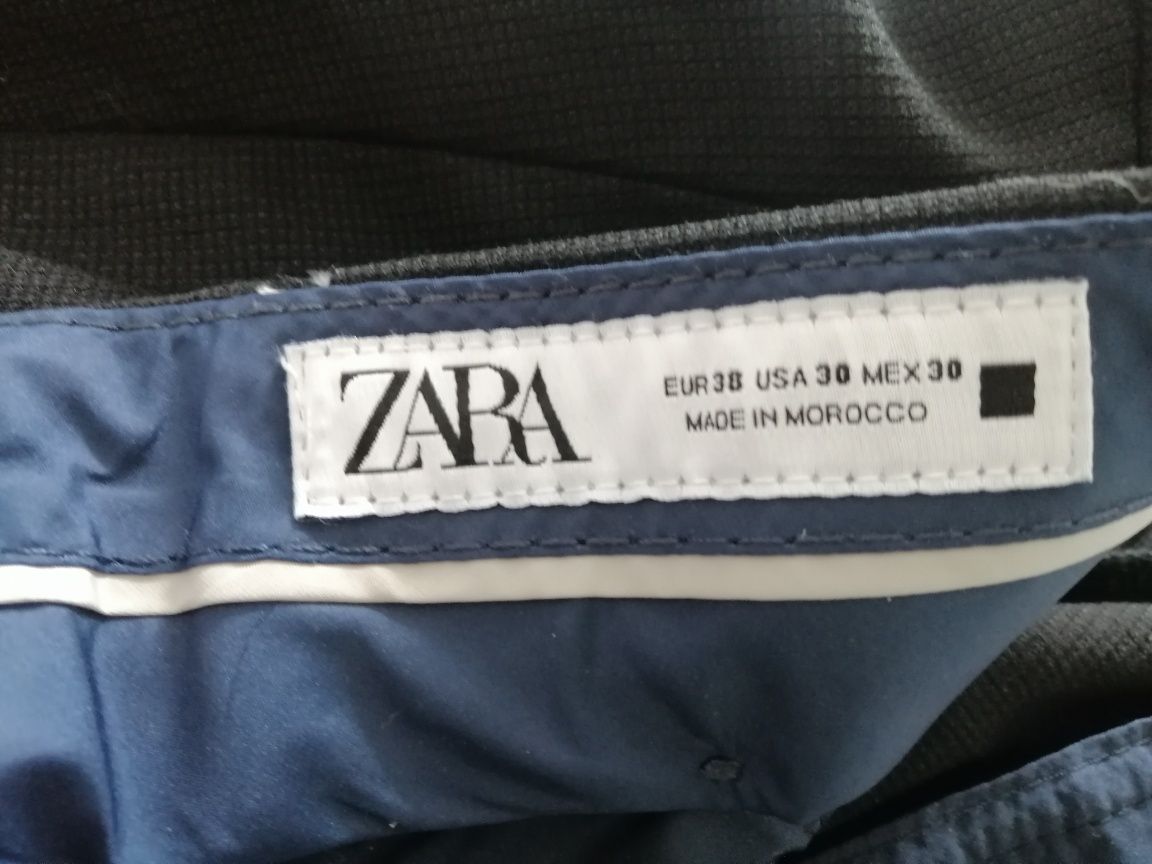 ZARA
EUR 38 USA 30 MEX 30
MADE IN MOROCCO